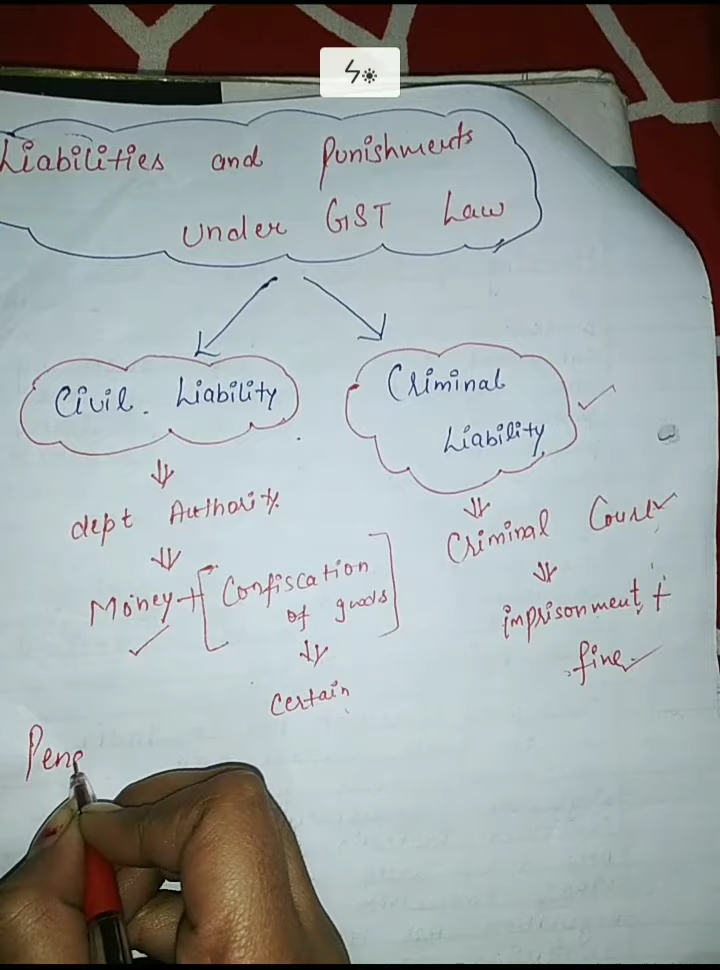 Liabilities and Punishments
under GST Law
Civil. Liability
dept Authority.
Money + [Confiscation
of goods]
Certain
Criminal
Liability
Criminal Court
imprisonment +
fine
Pena